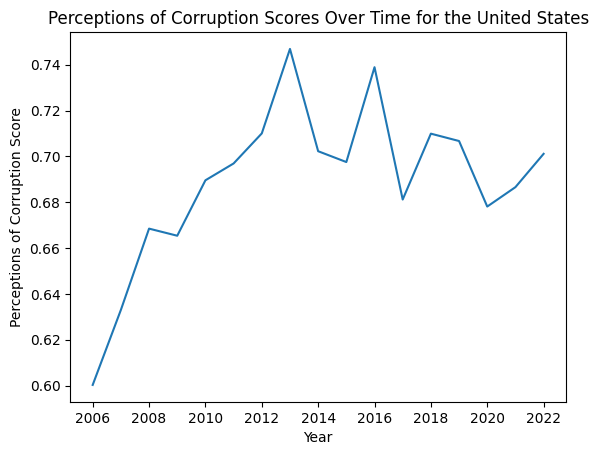 Perceptions of Corruption Scores Over Time for the United States
Perceptions of Corruption Score
0.74
0.72
0.70
0.68
0.66
0.64
0.62
0.60
2006 2008 2010 2012 2014 2016 2018 2020 2022
Year